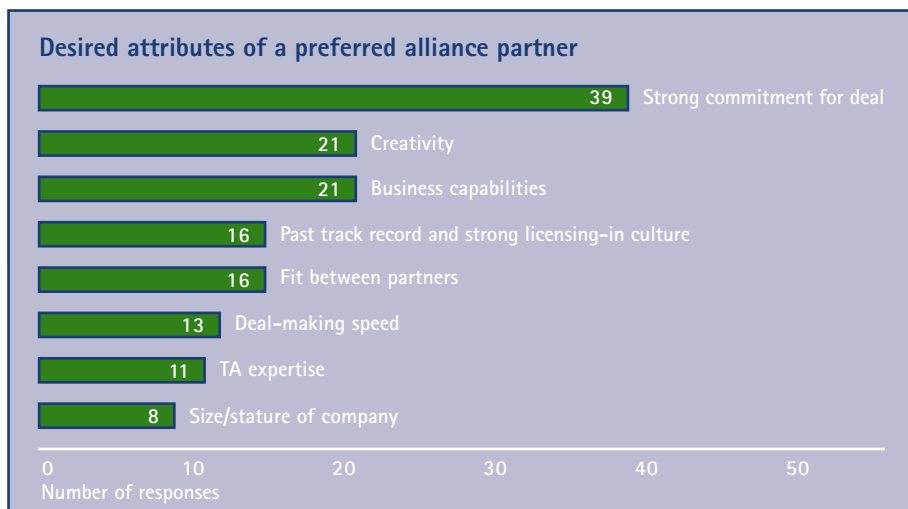 Desired attributes of a preferred alliance partner
39 Strong commitment for deal
21 Creativity
21 Business capabilities
16 Past track record and strong licensing-in culture
16 Fit between partners
13 Deal-making speed
11 TA expertise
8 Size/stature of company
0 10 20 30 40 50
Number of responses